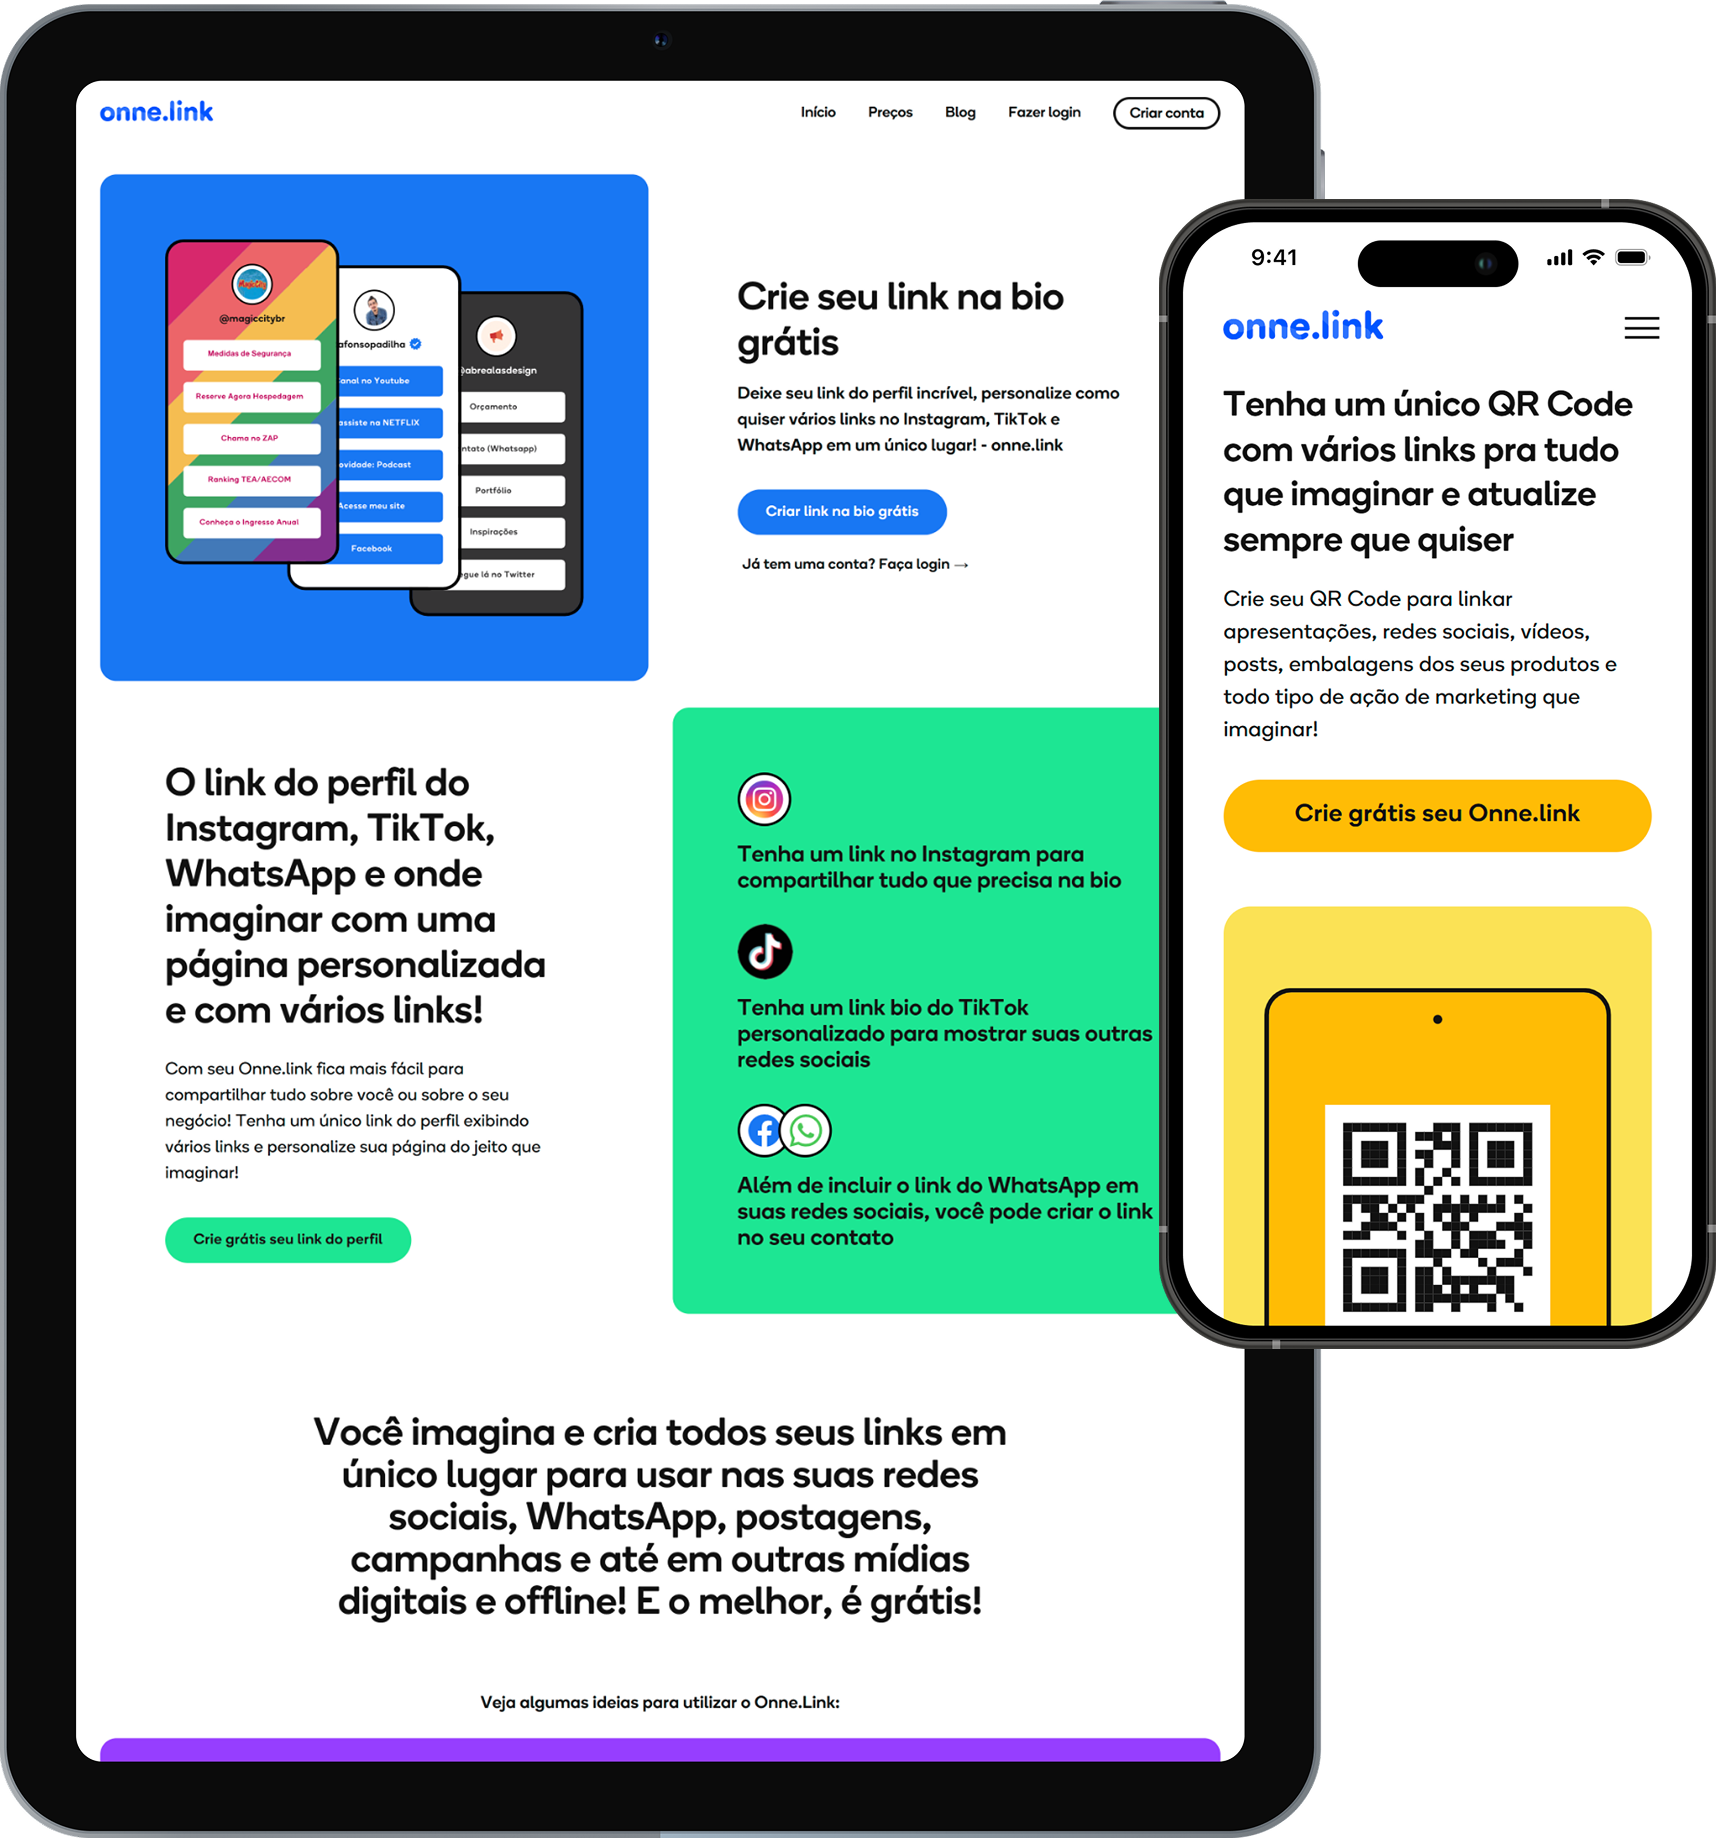 onne.link
Início
Preços
Blog
Fazer login
Criar conta
MagicCity
@magiccitybr
Medidas de Segurança
Reserve Agora Hospedagem
Chama no ZAP
Ranking TEA/AECOM
Conheça o Ingresso Anual
afonsopadilha
anal no Youtube
assiste na NETFLIX
ovidade: Podcast
Acesse meu site
Facebook
@abrealasdesign
Orçamento
ntato (Whatsapp)
Portfólio
Inspirações
gue lá no Twitter
Crie seu link na bio
grátis
Deixe seu link do perfil incrível, personalize como
quiser vários links no Instagram, TikTok e
WhatsApp em um único lugar! - onne.link
Criar link na bio grátis
Já tem uma conta? Faça login →
O link do perfil do
Instagram, TikTok,
WhatsApp e onde
imaginar com uma
página personalizada
e com vários links!
Com seu Onne.link fica mais fácil para
compartilhar tudo sobre você ou sobre o seu
negócio! Tenha um único link do perfil exibindo
vários links e personalize sua página do jeito que
imaginar!
Crie grátis seu link do perfil
Tenha um link no Instagram para
compartilhar tudo que precisa na bio
Tenha um link bio do TikTok
personalizado para mostrar suas outras
redes sociais
Além de incluir o link do WhatsApp em
suas redes sociais, você pode criar o link
no seu contato
Você imagina e cria todos seus links em
único lugar para usar nas suas redes
sociais, WhatsApp, postagens,
campanhas e até em outras mídias
digitais e offline! E o melhor, é grátis!
Veja algumas ideias para utilizar o Onne.Link:
9:41
onne.link
Tenha um único QR Code
com vários links pra tudo
que imaginar e atualize
sempre que quiser
Crie seu QR Code para linkar
apresentações, redes sociais, vídeos,
posts, embalagens dos seus produtos e
todo tipo de ação de marketing que
imaginar!
Crie grátis seu Onne.link